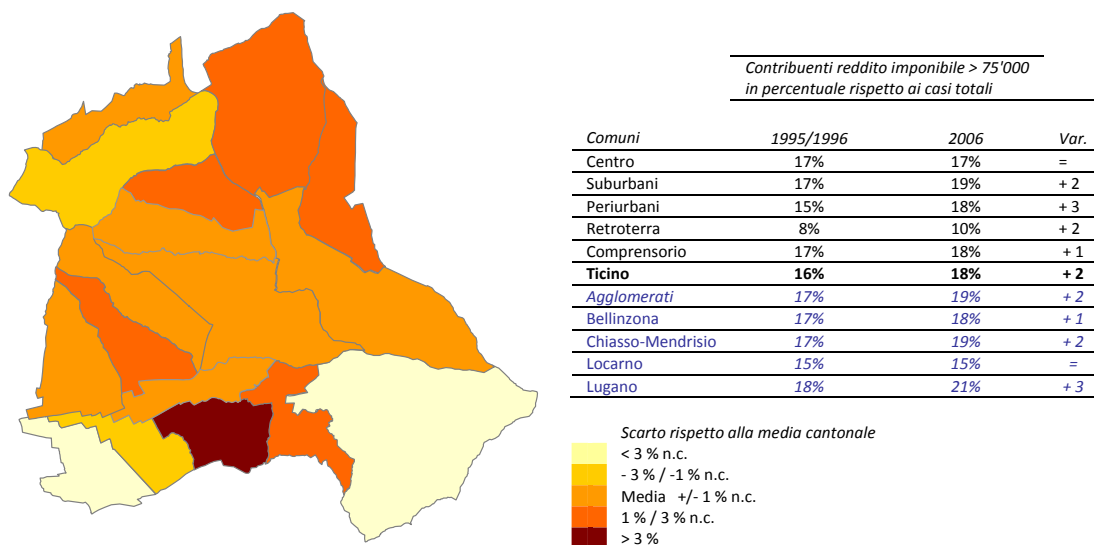 Contribuenti reddito imponibile > 75'000
in percentuale rispetto ai casi totali
Comuni 1995/1996 2006 Var.
Centro 17% 17% =
Suburbani 17% 19% + 2
Periurbani 15% 18% + 3
Retroterra 8% 10% + 2
Comprensorio 17% 18% + 1
Ticino 16% 18% + 2
Agglomerati 17% 19% + 2
Bellinzona 17% 18% + 1
Chiasso-Mendrisio 17% 19% + 2
Locarno 15% 15% =
Lugano 18% 21% + 3
Scarto rispetto alla media cantonale
< 3 % n.c.
- 3 % / -1 % n.c.
Media +/- 1 % n.c.
1 % / 3 % n.c.
> 3 %